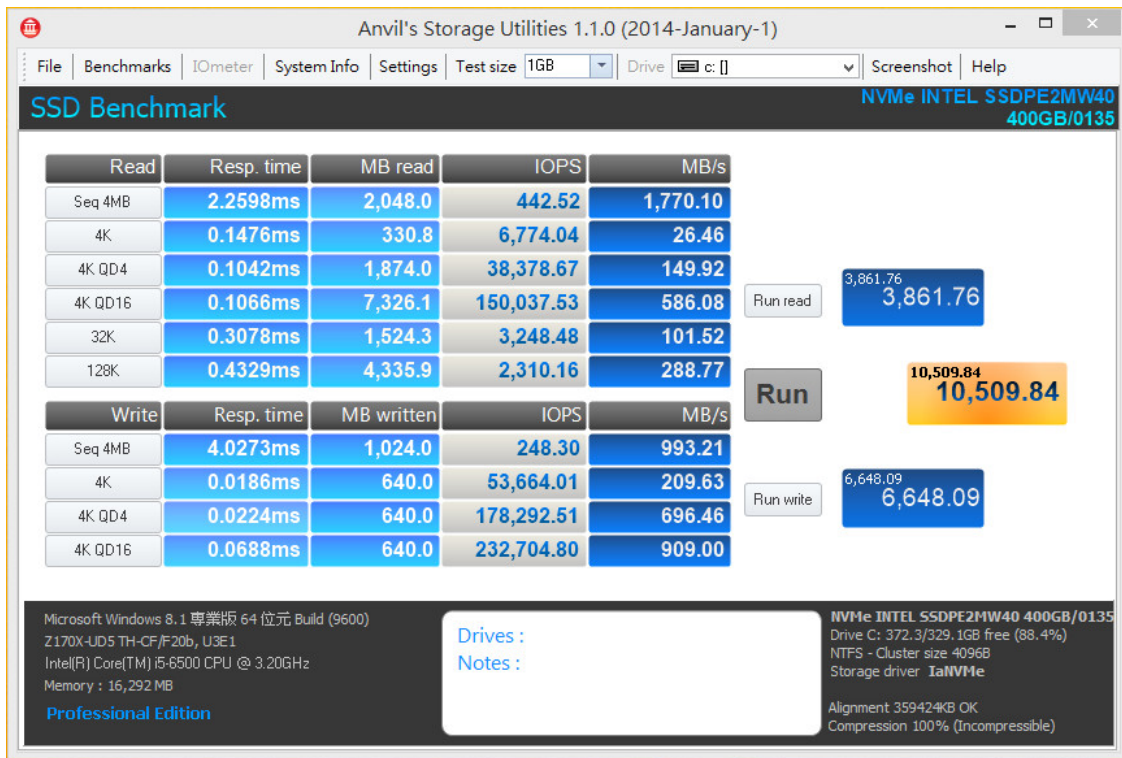 Anvil's Storage Utilities 1.1.0 (2014-January-1)
File Benchmarks IOmeter System Info Settings Test size 1GB Drive c: [] Screenshot Help
SSD Benchmark
NVMe INTEL SSDPE2MW40
400GB/0135
Read Resp. time MB read IOPS MB/s
Seq 4MB 2.2598ms 2,048.0 442.52 1,770.10
4K 0.1476ms 330.8 6,774.04 26.46
4K QD4 0.1042ms 1,874.0 38,378.67 149.92
4K QD16 0.1066ms 7,326.1 150,037.53 586.08
32K 0.3078ms 1,524.3 3,248.48 101.52
128K 0.4329ms 4,335.9 2,310.16 288.77
Run read
3,861.76
3,861.76
Run
10,509.84
10,509.84
Write Resp. time MB written IOPS MB/s
Seq 4MB 4.0273ms 1,024.0 248.30 993.21
4K 0.0186ms 640.0 53,664.01 209.63
4K QD4 0.0224ms 640.0 178,292.51 696.46
4K QD16 0.0688ms 640.0 232,704.80 909.00
Run write
6,648.09
6,648.09
Microsoft Windows 8.1 專業版 64 位元 Build (9600)
Z170X-UD5 TH-CF/F20b, U3E1
Intel(R) Core(TM) i5-6500 CPU @ 3.20GHz
Memory : 16,292 MB
Professional Edition
Drives :
Notes :
NVMe INTEL SSDPE2MW40 400GB/0135
Drive C: 372.3/329.1GB free (88.4%)
NTFS - Cluster size 4096B
Storage driver IaNVMe
Alignment 359424KB OK
Compression 100% (Incompressible)